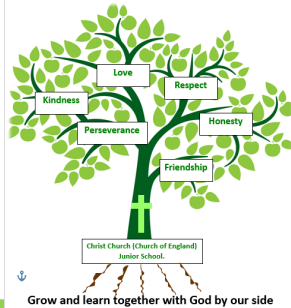 Love
Respect
Kindness
Honesty
Perseverance
Friendship
Christ Church (Church of England)
Junior School.
Grow and learn together with God by our side